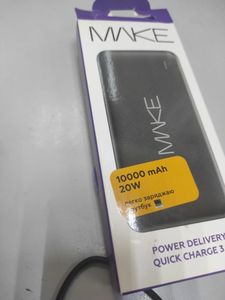 MAKE
MAKE
10000 mAh
20W
легко заряджаю
POWER DELIVERY
QUICK CHARGE 3